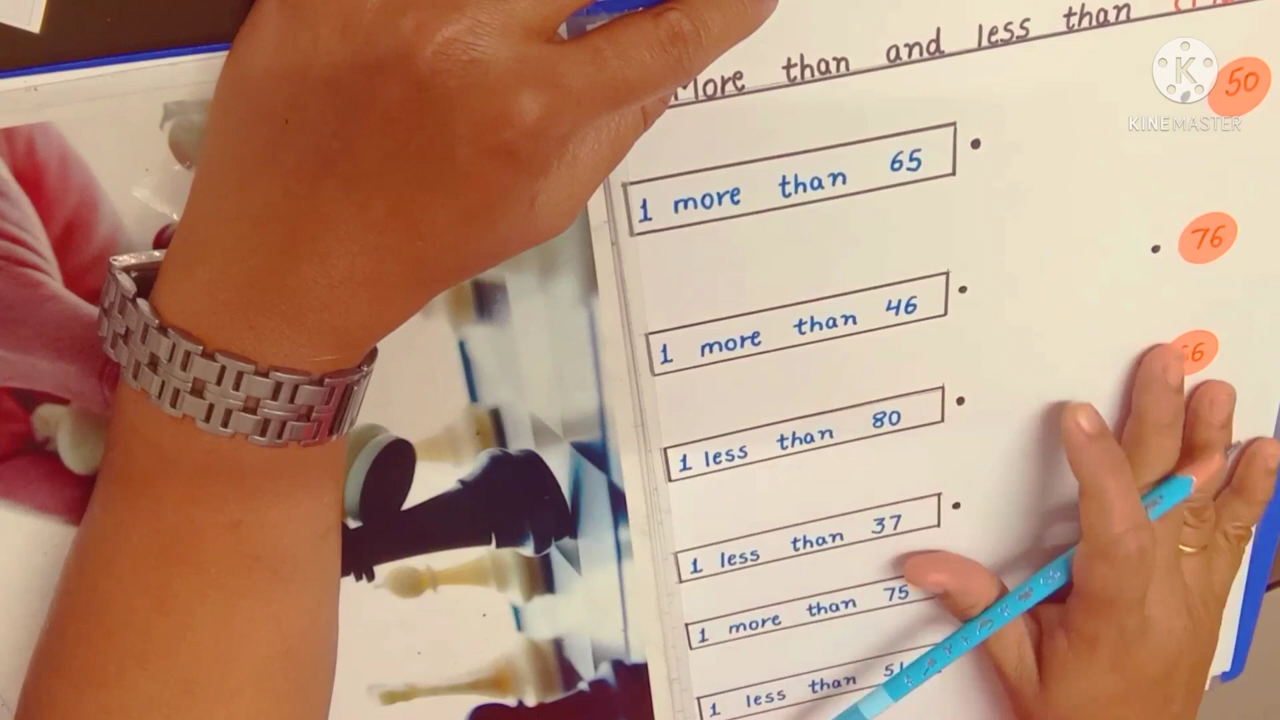 More than and less than
50
1 more than 65
76
1 more than 46
1 less than 80
1 less than 37
1 more than 75
1 less than 51
K
KINEMASTER